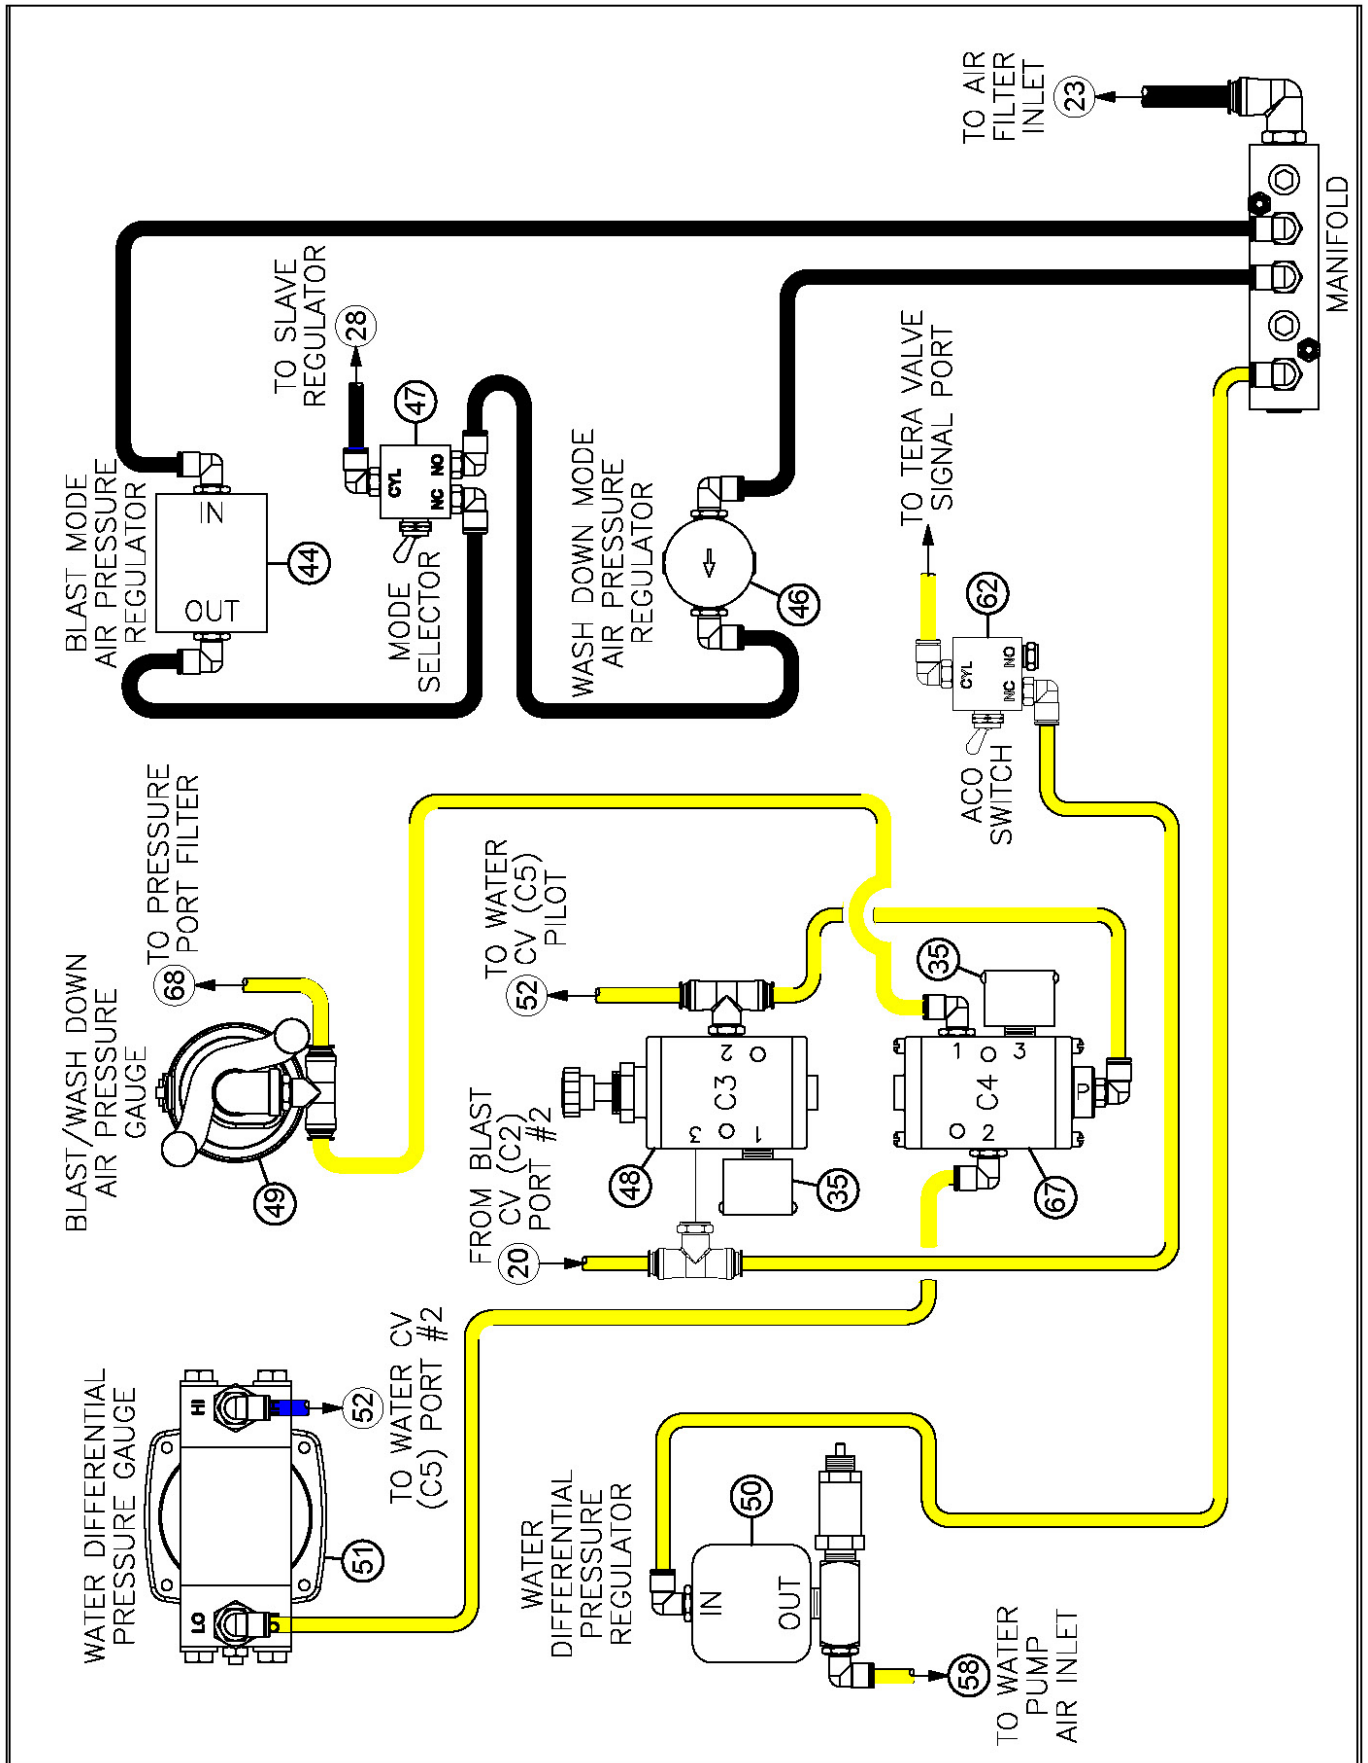 WATER DIFFERENTIAL
PRESSURE GAUGE
LO
HI
51
52
TO WATER CV
(C5) PORT #2
BLAST/WASH DOWN
AIR PRESSURE
GAUGE
49
68
TO PRESSURE
PORT FILTER
BLAST MODE
AIR PRESSURE
REGULATOR
OUT
IN
44
TO SLAVE
REGULATOR
28
MODE
SELECTOR
CYL
NC NO
47
FROM BLAST
CV (C2)
PORT #2
20
TO WATER
CV (C5)
PILOT
52
WASH DOWN MODE
AIR PRESSURE
REGULATOR
46
WATER
DIFFERENTIAL
PRESSURE
REGULATOR
IN
OUT
50
58
TO WATER
PUMP
AIR INLET
48
3
1
C3
2
35
35
1
3
C4
2
P
67
ACO
SWITCH
CYL
NC NO
62
TO TERA VALVE
SIGNAL PORT
TO AIR
FILTER
INLET
23
MANIFOLD